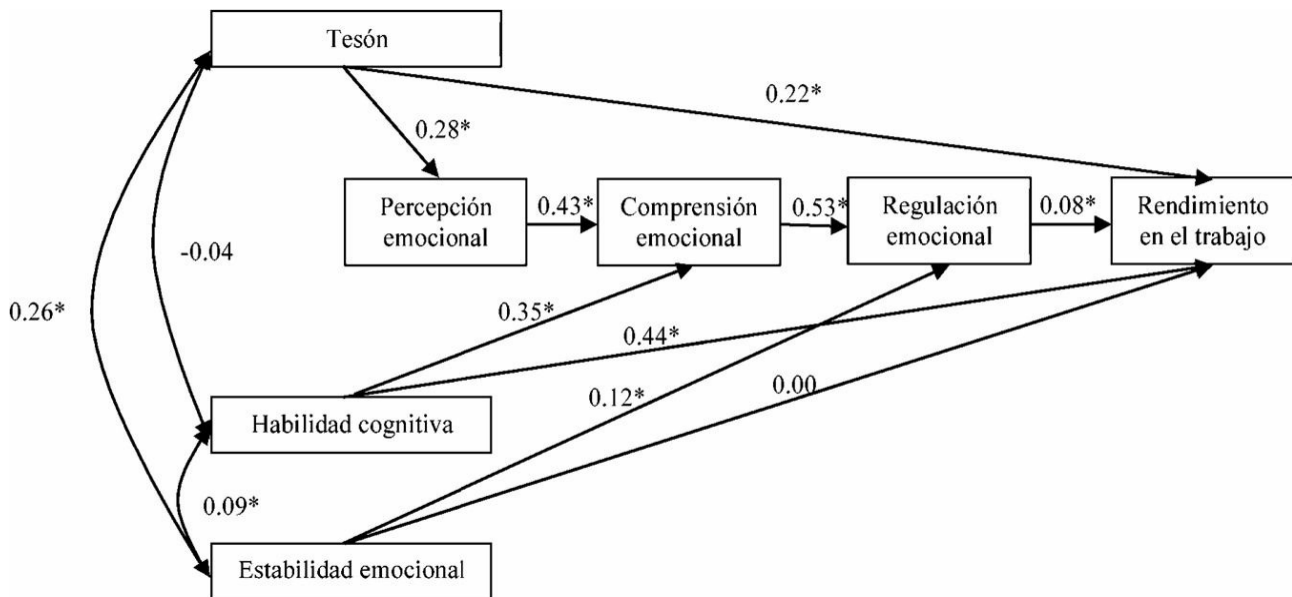 Tesón
0.22*
0.28*
Percepción
emocional
0.43*
Comprensión
emocional
0.53*
Regulación
emocional
0.08*
Rendimiento
en el trabajo
-0.04
0.26*
0.35*
0.44*
0.12*
0.00
Habilidad cognitiva
0.09*
Estabilidad emocional